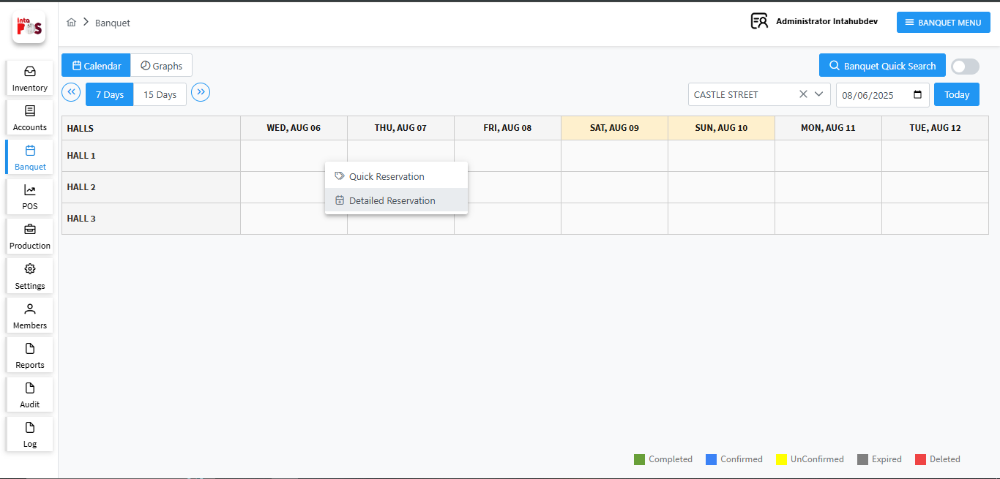 inta
POS
Banquet
Administrator Intahubdev
BANQUET MENU
Inventory
Accounts
Banquet
POS
Production
Settings
Members
Reports
Audit
Log
Calendar
Graphs
Banquet Quick Search
7 Days
15 Days
CASTLE STREET
08/06/2025
Today
HALLS WED, AUG 06 THU, AUG 07 FRI, AUG 08 SAT, AUG 09 SUN, AUG 10 MON, AUG 11 TUE, AUG 12
HALL 1
HALL 2
HALL 3
Quick Reservation
Detailed Reservation
Completed Confirmed UnConfirmed Expired Deleted